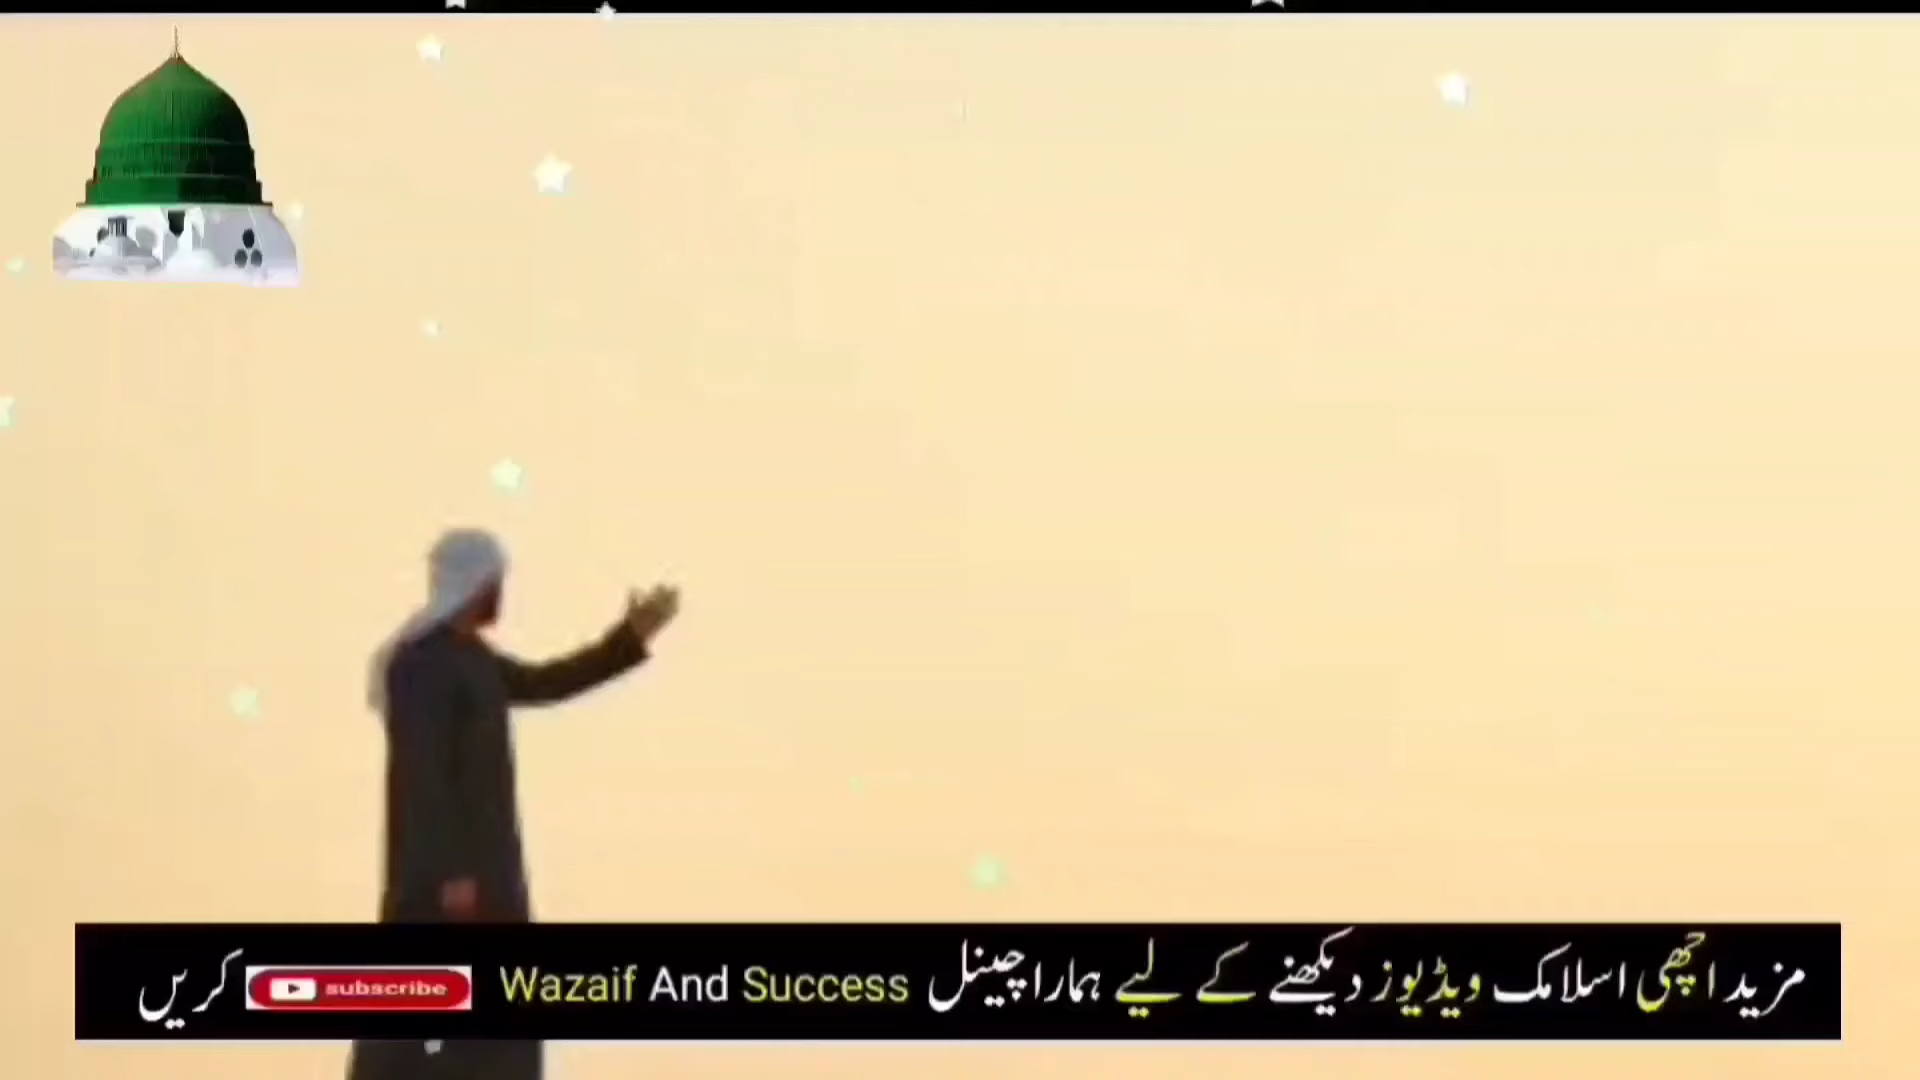 مزید اچھی اسلامک ویڈیوز دیکھنے کے لیے ہمارا چینل Wazaif And Success subscribe کریں